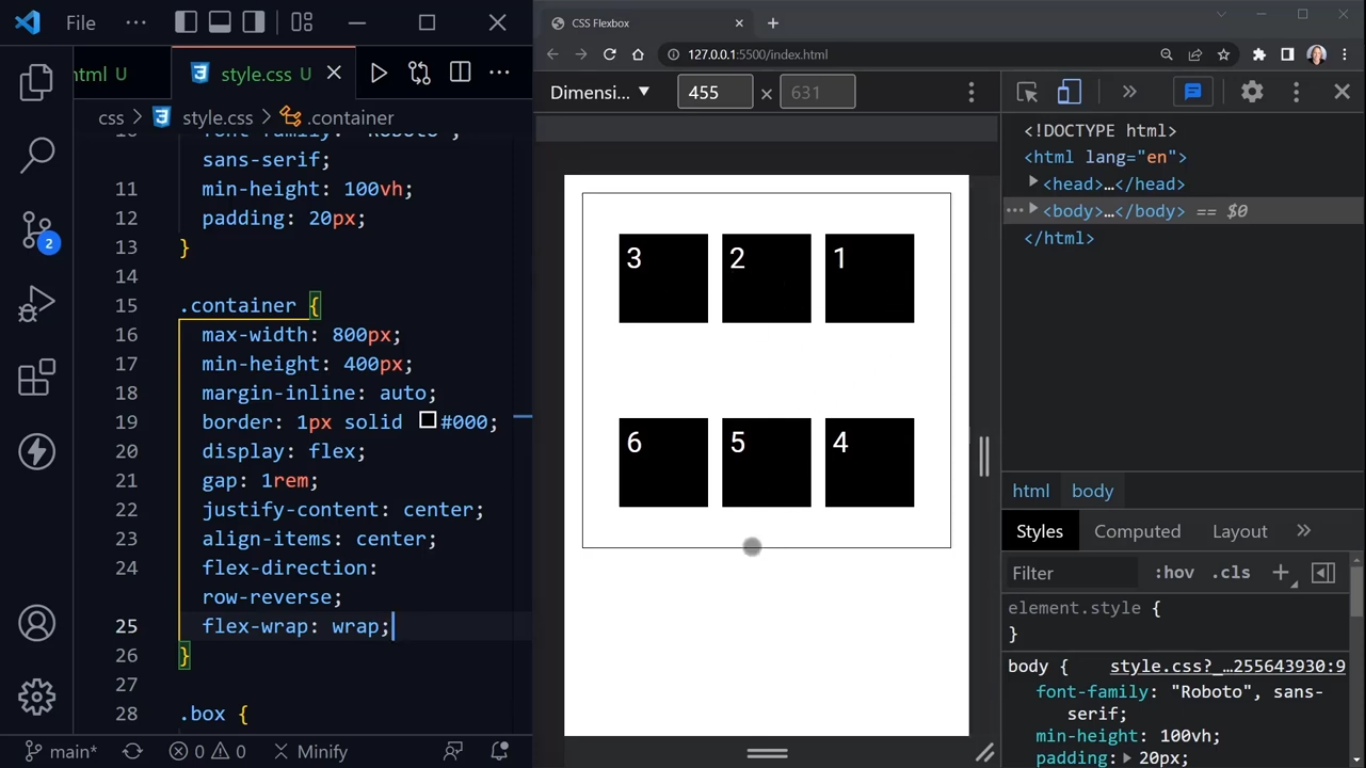 File ···
html U
style.css U
css > style.css > .container
10 font-family: "Roboto",
sans-serif;
11 min-height: 100vh;
12 padding: 20px;
13 }
14
15 .container {
16 max-width: 800px;
17 min-height: 400px;
18 margin-inline: auto;
19 border: 1px solid #000;
20 display: flex;
21 gap: 1rem;
22 justify-content: center;
23 align-items: center;
24 flex-direction:
row-reverse;
25 flex-wrap: wrap;
26 }
27
28 .box {
2
main* 0 0 Minify
CSS Flexbox
127.0.0.1:5500/index.html
Dimensi... 455 × 631
3 2 1
6 5 4
<!DOCTYPE html>
<html lang="en">
<head>…</head>
··· <body>…</body> == $0
</html>
html body
Styles Computed Layout
Filter :hov .cls
element.style {
}
body { style.css?_…255643930:9
font-family: "Roboto", sans-
serif;
min-height: 100vh;
padding: 20px;